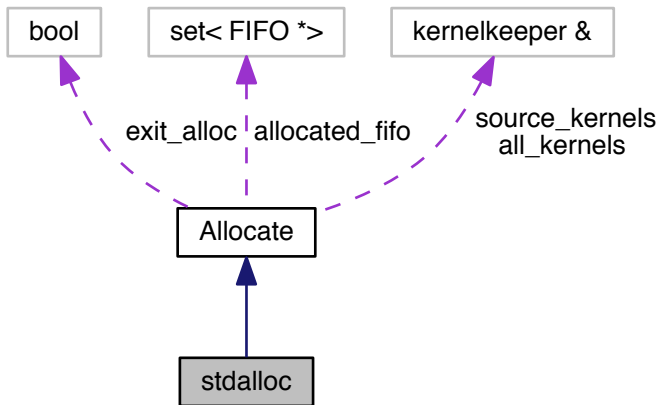 bool
set< FIFO *>
kernelkeeper &
exit_alloc
allocated_fifo
source_kernels
all_kernels
Allocate
stdalloc